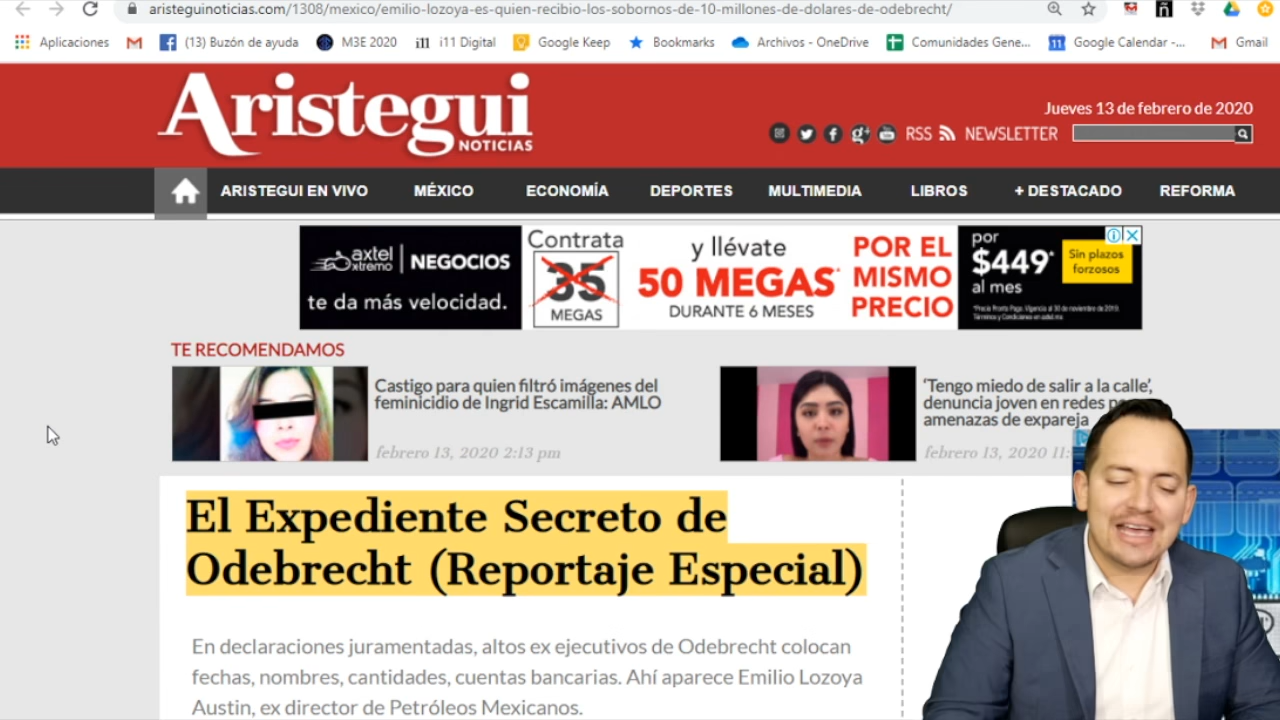 aristeguinoticias.com/1308/mexico/emilio-lozoya-es-quien-recibio-los-sobornos-de-10-millones-de-dolares-de-odebrecht/
Aplicaciones
(13) Buzón de ayuda
M3E 2020
i11 Digital
Google Keep
Bookmarks
Archivos - OneDrive
Comunidades Gene...
Google Calendar -...
Gmail
Aristegui
NOTICIAS
Jueves 13 de febrero de 2020
RSS
NEWSLETTER
ARISTEGUI EN VIVO
MÉXICO
ECONOMÍA
DEPORTES
MULTIMEDIA
LIBROS
+ DESTACADO
REFORMA
axtel
xtremo
NEGOCIOS
te da más velocidad.
Contrata
35
MEGAS
y llévate
50 MEGAS*
DURANTE 6 MESES
POR EL
MISMO
PRECIO
por
$449*
al mes
Sin plazos
forzosos
TE RECOMENDAMOS
Castigo para quien filtró imágenes del
feminicidio de Ingrid Escamilla: AMLO
febrero 13, 2020 2:13 pm
‘Tengo miedo de salir a la calle’,
denuncia joven en redes
amenazas de expareja
febrero 13, 2020 11:
El Expediente Secreto de
Odebrecht (Reportaje Especial)
En declaraciones juramentadas, altos ex ejecutivos de Odebrecht colocan
fechas, nombres, cantidades, cuentas bancarias. Ahí aparece Emilio Lozoya
Austin, ex director de Petróleos Mexicanos.